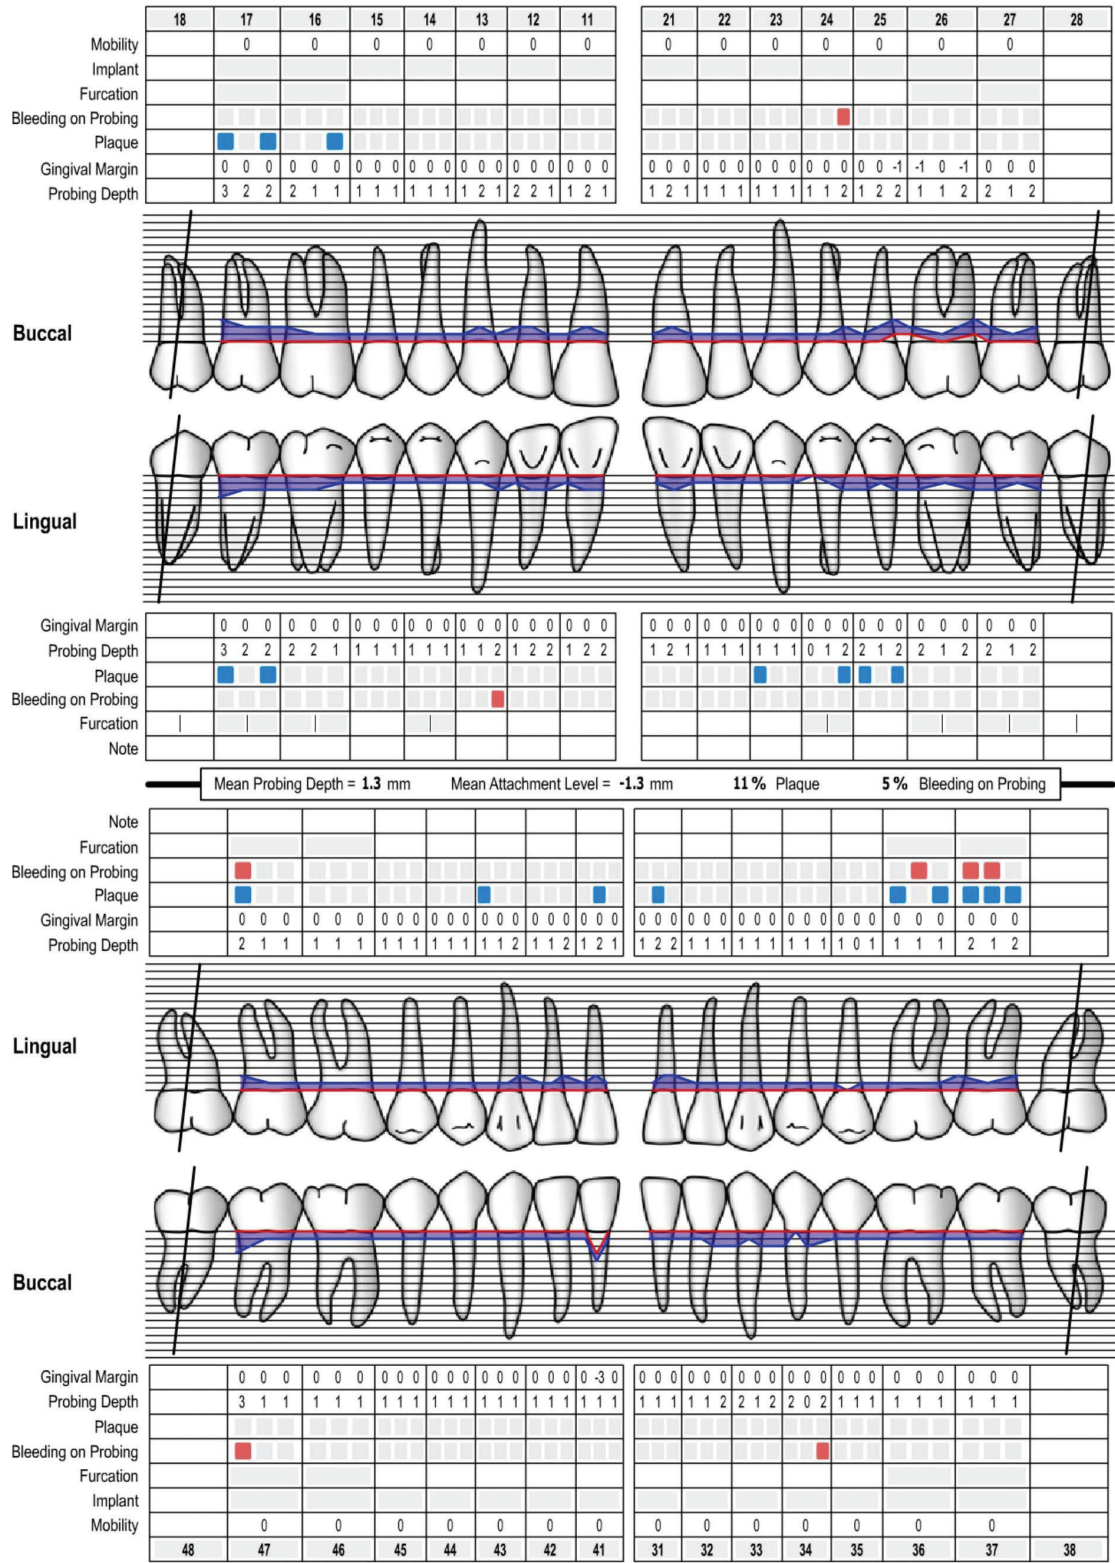 18 17 16 15 14 13 12 11 21 22 23 24 25 26 27 28
Mobility 0 0 0 0 0 0 0 0 0 0 0 0 0 0
Implant
Furcation
Bleeding on Probing
Plaque
Gingival Margin 0 0 0 0 0 0 0 0 0 0 0 0 0 0 0 0 0 0 0 0 0 0 0 0 0 0 0 0 0 0 0 0 0 0 0 -1 -1 0 -1 0 0 0
Probing Depth 3 2 2 2 1 1 1 1 1 1 1 1 1 2 1 2 2 1 1 2 1 1 2 1 1 1 1 1 1 1 1 1 2 1 2 2 1 1 2 2 1 2
Buccal
Lingual
Gingival Margin 0 0 0 0 0 0 0 0 0 0 0 0 0 0 0 0 0 0 0 0 0 0 0 0 0 0 0 0 0 0 0 0 0 0 0 0 0 0 0 0 0 0
Probing Depth 3 2 2 2 2 1 1 1 1 1 1 1 1 1 2 1 2 2 1 2 2 1 2 1 1 1 1 1 1 1 0 1 2 2 1 2 2 1 2 2 1 2
Plaque
Bleeding on Probing
Furcation
Note
Mean Probing Depth = 1.3 mm Mean Attachment Level = -1.3 mm 11 % Plaque 5 % Bleeding on Probing
Note
Furcation
Bleeding on Probing
Plaque
Gingival Margin 0 0 0 0 0 0 0 0 0 0 0 0 0 0 0 0 0 0 0 0 0 0 0 0 0 0 0 0 0 0 0 0 0 0 0 0 0 0 0 0 0 0
Probing Depth 2 1 1 1 1 1 1 1 1 1 1 1 1 1 2 1 1 2 1 2 1 1 2 2 1 1 1 1 1 1 1 1 1 1 0 1 1 1 1 2 1 2
Lingual
Buccal
Gingival Margin 0 0 0 0 0 0 0 0 0 0 0 0 0 0 0 0 0 0 0 -3 0 0 0 0 0 0 0 0 0 0 0 0 0 0 0 0 0 0 0 0 0 0
Probing Depth 3 1 1 1 1 1 1 1 1 1 1 1 1 1 1 1 1 1 1 1 1 1 1 1 1 1 2 2 1 2 2 0 2 1 1 1 1 1 1 1 1 1
Plaque
Bleeding on Probing
Furcation
Implant
Mobility 0 0 0 0 0 0 0 0 0 0 0 0 0 0
48 47 46 45 44 43 42 41 31 32 33 34 35 36 37 38